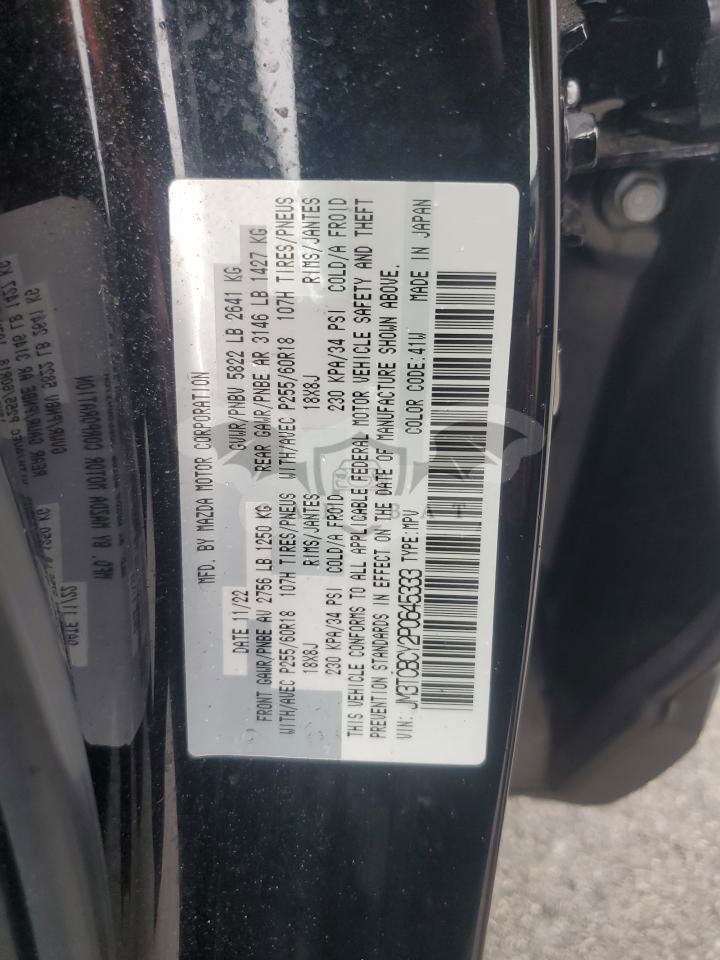 MFD. BY MAZDA MOTOR CORPORATION
DATE 11/22 GVWR/PNBV 5822 LB 2641 KG
FRONT GAWR/PNBE AV 2756 LB 1250 KG REAR GAWR/PNBE AR 3146 LB 1427 KG
WITH/AVEC P255/60R18 107H TIRES/PNEUS WITH/AVEC P255/60R18 107H TIRES/PNEUS
18X8J RIMS/JANTES 18X8J RIMS/JANTES
230 KPA/34 PSI COLD/A FROID 230 KPA/34 PSI COLD/A FROID
THIS VEHICLE CONFORMS TO ALL APPLICABLE FEDERAL MOTOR VEHICLE SAFETY AND THEFT
PREVENTION STANDARDS IN EFFECT ON THE DATE OF MANUFACTURE SHOWN ABOVE.
VIN: JM3TCBCY2P0645333 TYPE:MPV COLOR CODE:41W MADE IN JAPAN